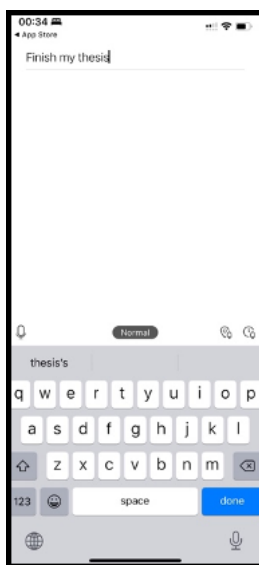 00:34
App Store
Finish my thesis
Normal
thesis's
q w e r t y u i o p
a s d f g h j k l
z x c v b n m
123 space done